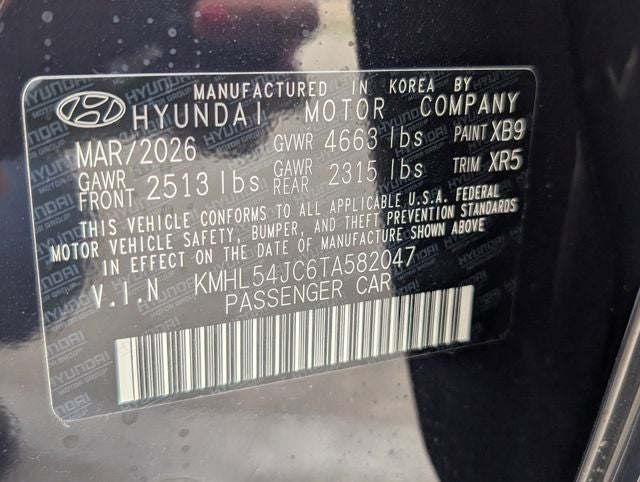 MANUFACTURED IN KOREA BY
HYUNDAI MOTOR COMPANY
MAR/2026 GVWR 4663 lbs PAINT XB9
GAWR FRONT 2513 lbs GAWR REAR 2315 lbs TRIM XR5
THIS VEHICLE CONFORMS TO ALL APPLICABLE U.S.A. FEDERAL
MOTOR VEHICLE SAFETY, BUMPER, AND THEFT PREVENTION STANDARDS
IN EFFECT ON THE DATE OF MANUFACTURE SHOWN ABOVE
V.I.N KMHL54JC6TA582047
PASSENGER CAR